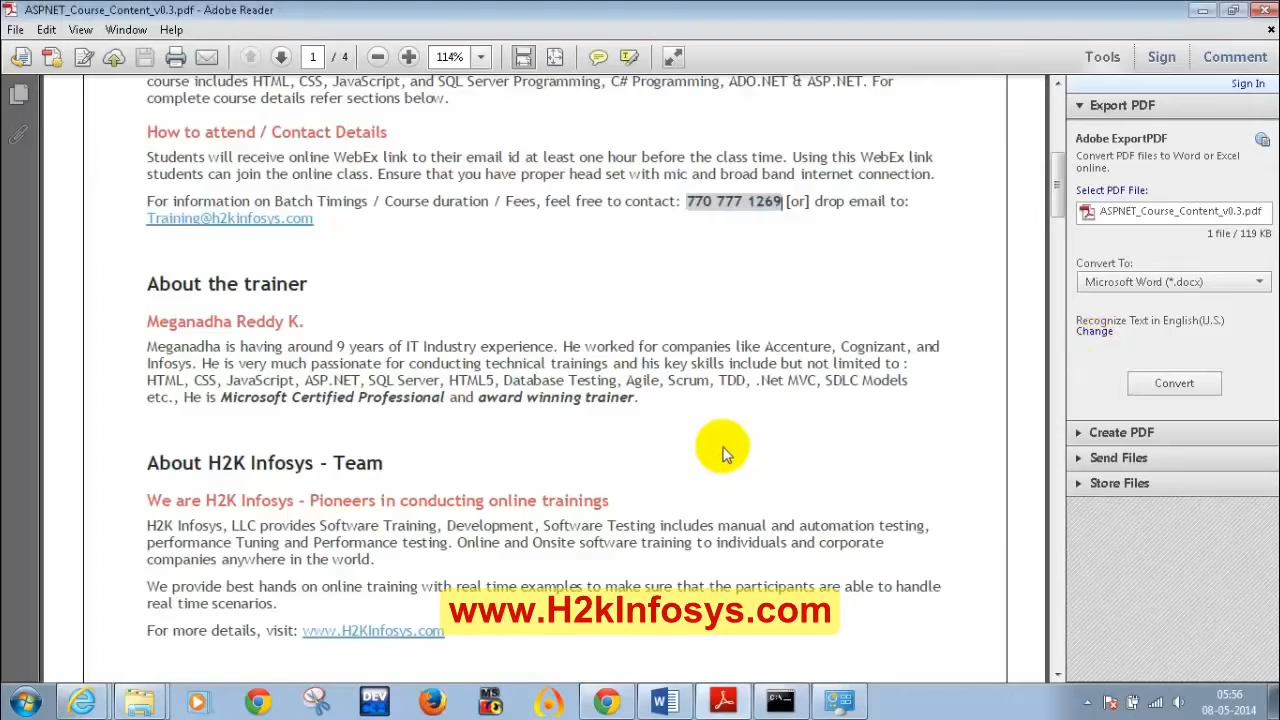 ASPNET_Course_Content_v0.3.pdf - Adobe Reader
File Edit View Window Help
1 / 4 114% Tools Sign Comment
Sign In
course includes HTML, CSS, JavaScript, and SQL Server Programming, C# Programming, ADO.NET & ASP.NET. For
complete course details refer sections below.
How to attend / Contact Details
Students will receive online WebEx link to their email id at least one hour before the class time. Using this WebEx link
students can join the online class. Ensure that you have proper head set with mic and broad band internet connection.
For information on Batch Timings / Course duration / Fees, feel free to contact: 770 777 1269 [or] drop email to:
Training@h2kinfosys.com
About the trainer
Meganadha Reddy K.
Meganadha is having around 9 years of IT Industry experience. He worked for companies like Accenture, Cognizant, and
Infosys. He is very much passionate for conducting technical trainings and his key skills include but not limited to :
HTML, CSS, JavaScript, ASP.NET, SQL Server, HTML5, Database Testing, Agile, Scrum, TDD, .Net MVC, SDLC Models
etc., He is Microsoft Certified Professional and award winning trainer.
About H2K Infosys - Team
We are H2K Infosys - Pioneers in conducting online trainings
H2K Infosys, LLC provides Software Training, Development, Software Testing includes manual and automation testing,
performance Tuning and Performance testing. Online and Onsite software training to individuals and corporate
companies anywhere in the world.
We provide best hands on online training with real time examples to make sure that the participants are able to handle
real time scenarios.
For more details, visit: www.H2KInfosys.com
www.H2kInfosys.com
Export PDF
Adobe ExportPDF
Convert PDF files to Word or Excel
online.
Select PDF File:
ASPNET_Course_Content_v0.3.pdf
1 file / 119 KB
Convert To:
Microsoft Word (*.docx)
Recognize Text in English(U.S.)
Change
Convert
Create PDF
Send Files
Store Files
DEV
MS
C:\
05:56
08-05-2014